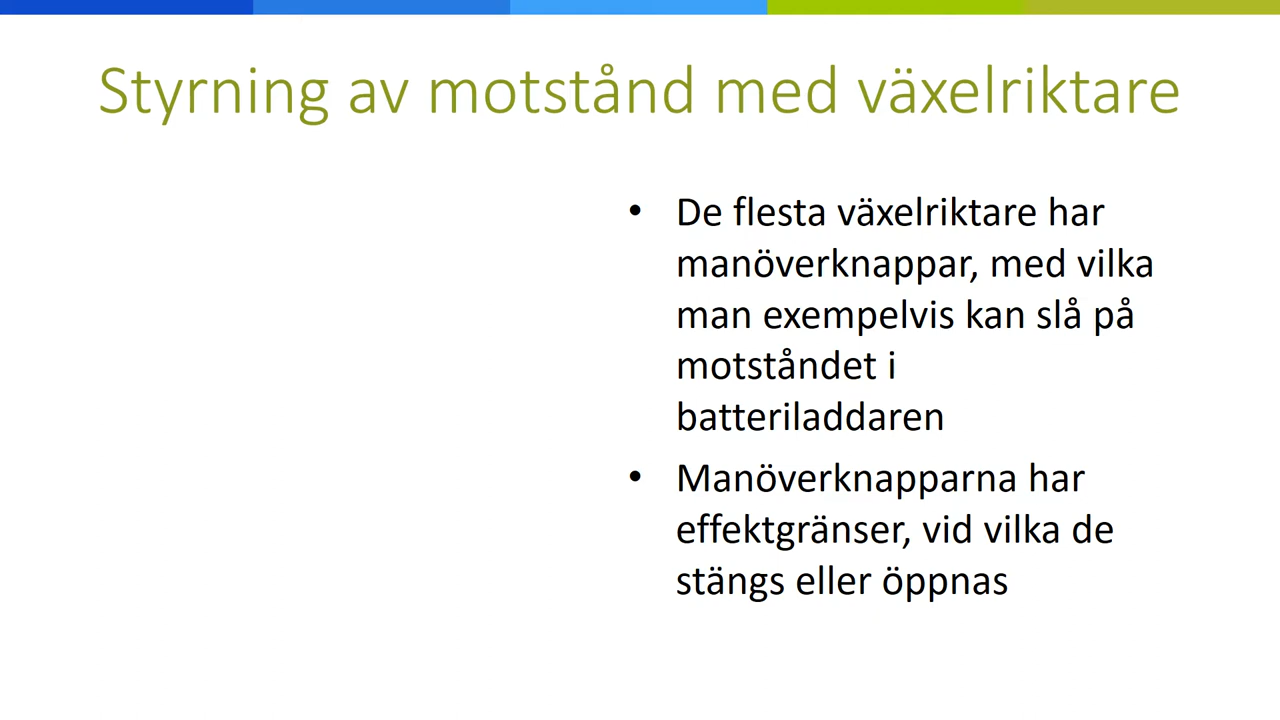 Styrning av motstånd med växelriktare
• De flesta växelriktare har
manöverknappar, med vilka
man exempelvis kan slå på
motståndet i
batteriladdaren
• Manöverknapparna har
effektgränser, vid vilka de
stängs eller öppnas